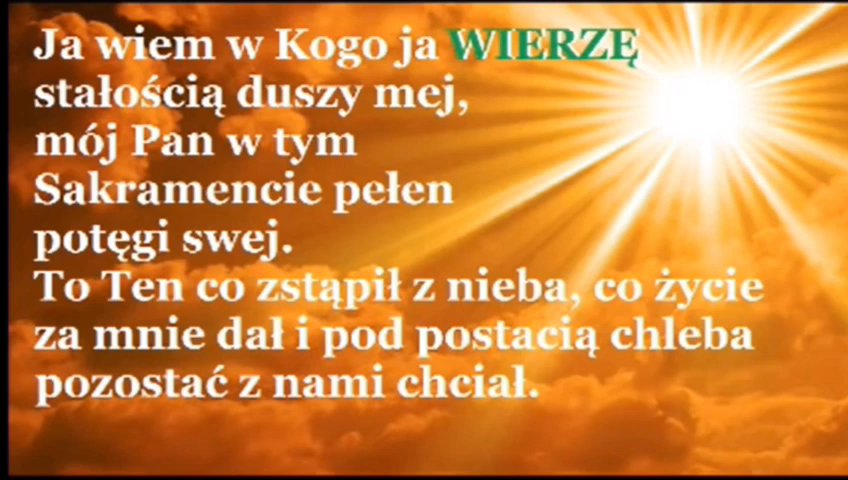 Ja wiem w Kogo ja WIERZĘ
stałością duszy mej,
mój Pan w tym
Sakramencie pełen
potęgi swej.
To Ten co zstąpił z nieba, co życie
za mnie dał i pod postacią chleba
pozostać z nami chciał.